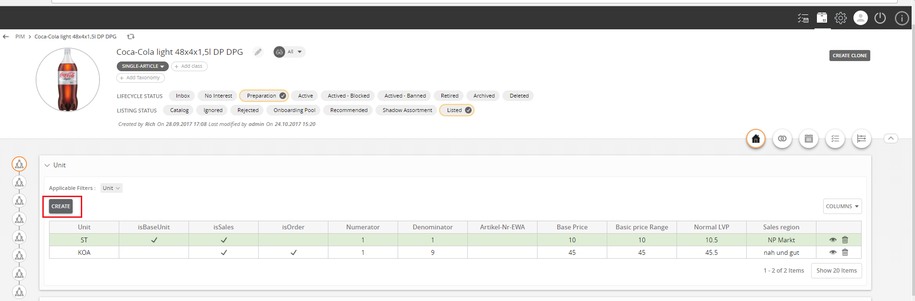 PIM > Coca-Cola light 48x4x1,5l DP DPG
Coca-Cola light 48x4x1,5l DP DPG All
CREATE CLONE
SINGLE-ARTICLE + Add class
+ Add Taxonomy
LIFECYCLE STATUS Inbox No Interest Preparation Active Actived - Blocked Actived - Banned Retired Archived Deleted
LISTING STATUS Catalog Ignored Rejected Onboarding Pool Recommended Shadow Assortment Listed
Created by Rich On 28.09.2017 17:08 Last modified by admin On 24.10.2017 15:20
Unit
Applicable Filters : Unit
CREATE
COLUMNS
Unit isBaseUnit isSales isOrder Numerator Denominator Artikel-Nr-EWA Base Price Basic price Range Normal LVP Sales region
ST 1 1 10 10 10.5 NP Markt
KOA 1 9 45 45 45.5 nah und gut
1 - 2 of 2 Items Show 20 Items